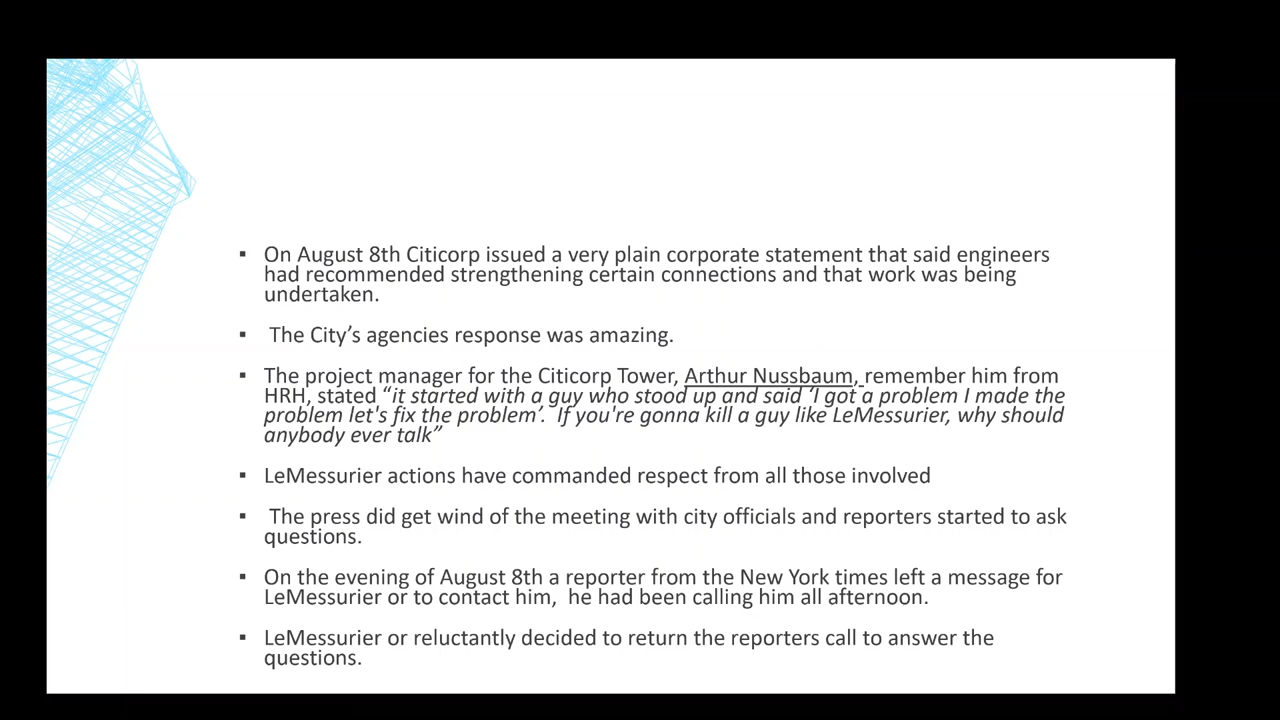 ▪ On August 8th Citicorp issued a very plain corporate statement that said engineers
had recommended strengthening certain connections and that work was being
undertaken.
▪ The City’s agencies response was amazing.
▪ The project manager for the Citicorp Tower, Arthur Nussbaum, remember him from
HRH, stated “it started with a guy who stood up and said ‘I got a problem I made the
problem let's fix the problem’. If you're gonna kill a guy like LeMessurier, why should
anybody ever talk”
▪ LeMessurier actions have commanded respect from all those involved
▪ The press did get wind of the meeting with city officials and reporters started to ask
questions.
▪ On the evening of August 8th a reporter from the New York times left a message for
LeMessurier or to contact him, he had been calling him all afternoon.
▪ LeMessurier or reluctantly decided to return the reporters call to answer the
questions.